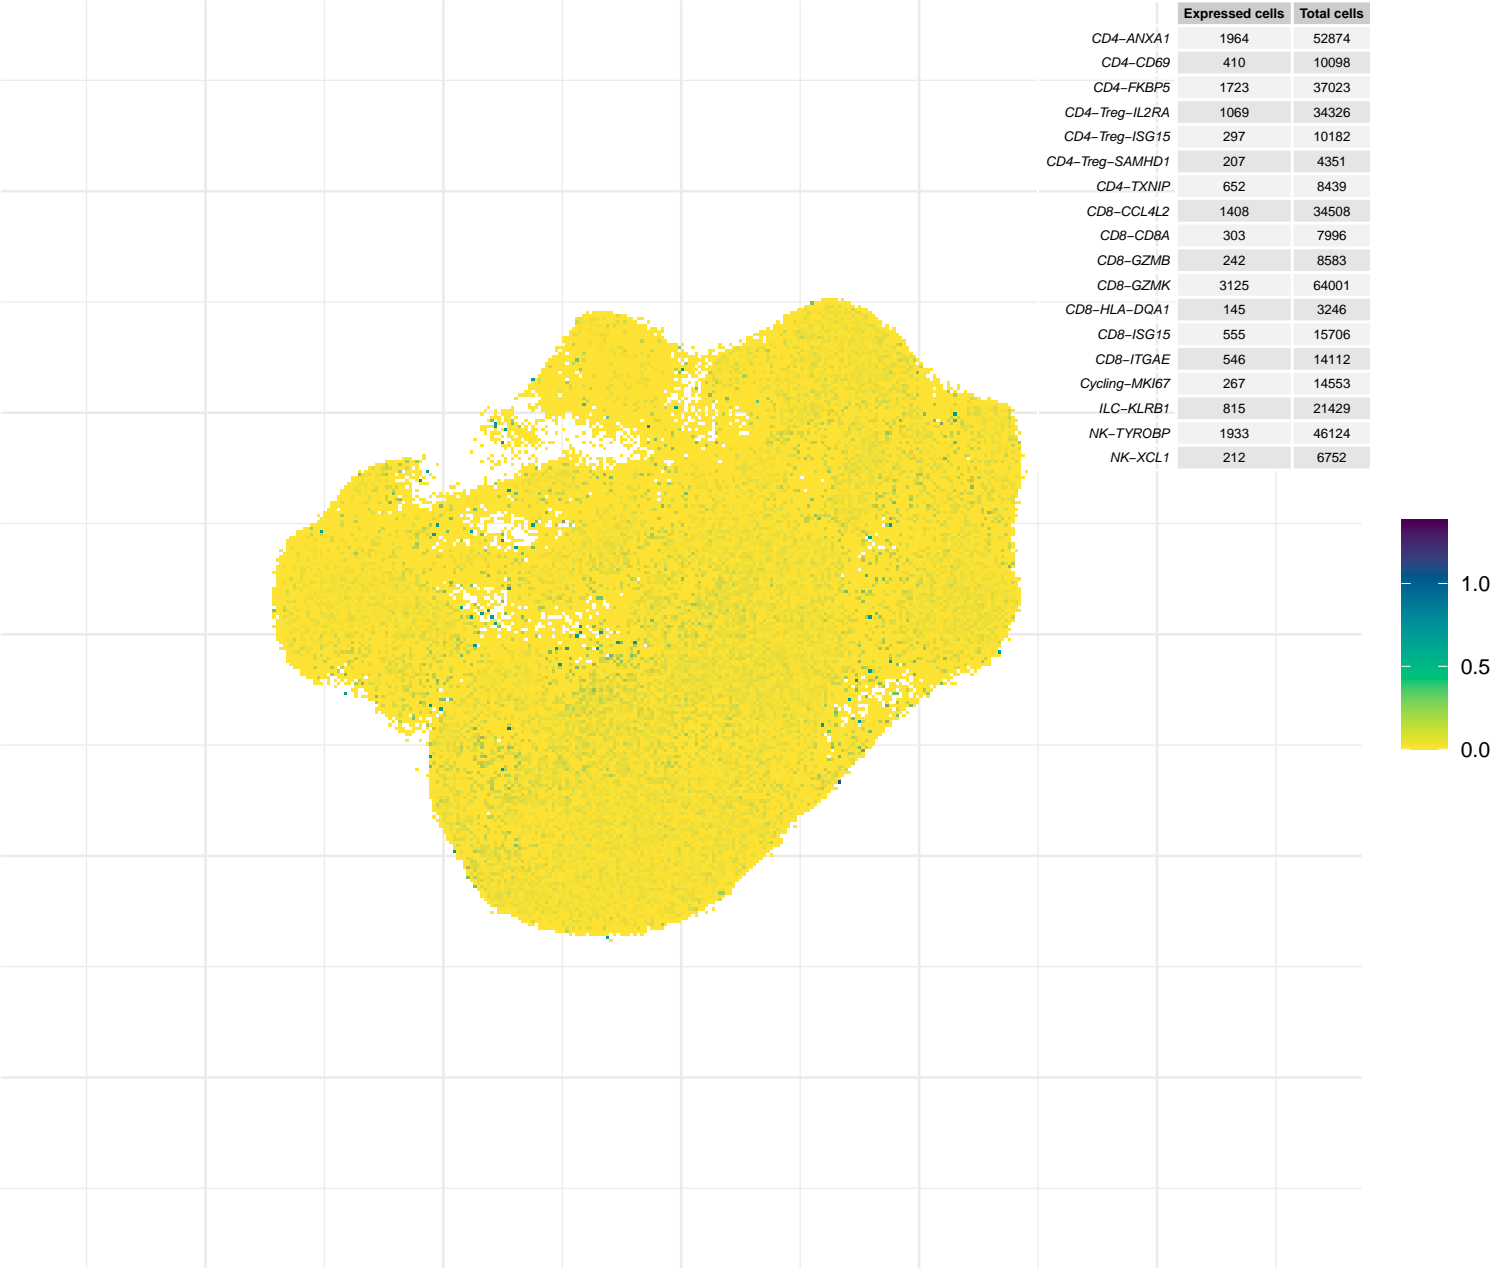 Expressed cells Total cells
CD4−ANXA1 1964 52874
CD4−CD69 410 10098
CD4−FKBP5 1723 37023
CD4−Treg−IL2RA 1069 34326
CD4−Treg−ISG15 297 10182
CD4−Treg−SAMHD1 207 4351
CD4−TXNIP 652 8439
CD8−CCL4L2 1408 34508
CD8−CD8A 303 7996
CD8−GZMB 242 8583
CD8−GZMK 3125 64001
CD8−HLA−DQA1 145 3246
CD8−ISG15 555 15706
CD8−ITGAE 546 14112
Cycling−MKI67 267 14553
ILC−KLRB1 815 21429
NK−TYROBP 1933 46124
NK−XCL1 212 6752
1.0
0.5
0.0